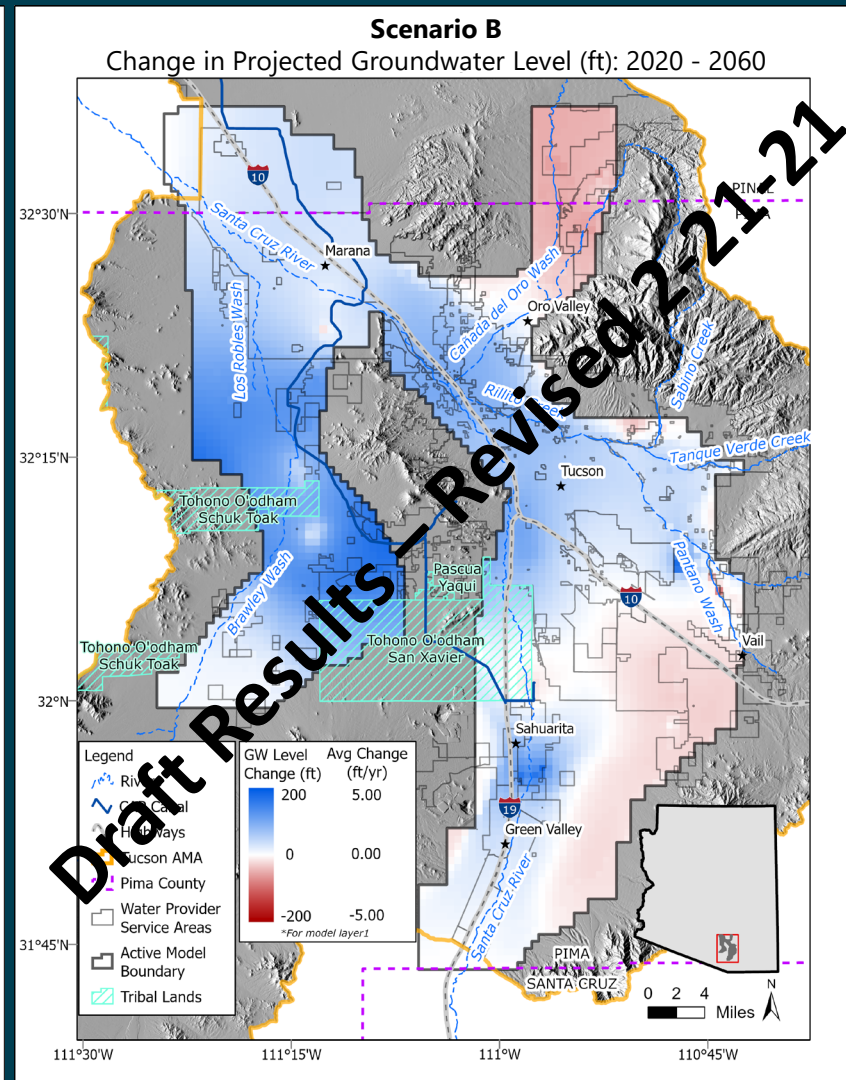 Scenario B
Change in Projected Groundwater Level (ft): 2020 - 2060
Draft Results – Revised 2-21-21
32°30'N
32°15'N
32°N
31°45'N
111°30'W
111°15'W
111°W
110°45'W
10
Santa Cruz River
Marana
Los Robles Wash
Cañada del Oro Wash
Oro Valley
PINAL
PIMA
Sabino Creek
Rillito Creek
Tanque Verde Creek
Tucson
Tohono O'odham
Schuk Toak
Pantano Wash
Pascua
Yaqui
10
Brawley Wash
Tohono O'odham
San Xavier
Vail
Tohono O'odham
Schuk Toak
Sahuarita
19
Green Valley
Santa Cruz River
PIMA
SANTA CRUZ
Legend
CAP Canal
Highways
Tucson AMA
Pima County
Water Provider
Service Areas
Active Model
Boundary
Tribal Lands
GW Level
Change (ft)
Avg Change
(ft/yr)
200 5.00
0 0.00
-200 -5.00
*For model layer1
0 2 4
Miles
N